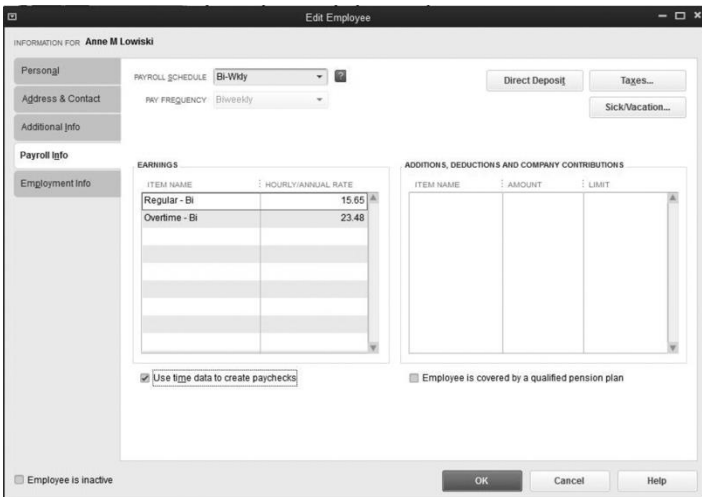 Edit Employee
INFORMATION FOR Anne M Lowiski
Personal
Address & Contact
Additional Info
Payroll Info
Employment Info
PAYROLL SCHEDULE Bi-Wkly ?
PAY FREQUENCY Biweekly
Direct Deposit
Taxes...
Sick/Vacation...
EARNINGS
ITEM NAME HOURLY/ANNUAL RATE
Regular - Bi 15.65
Overtime - Bi 23.48
Use time data to create paychecks
ADDITIONS, DEDUCTIONS AND COMPANY CONTRIBUTIONS
ITEM NAME AMOUNT LIMIT
Employee is covered by a qualified pension plan
Employee is inactive
OK Cancel Help